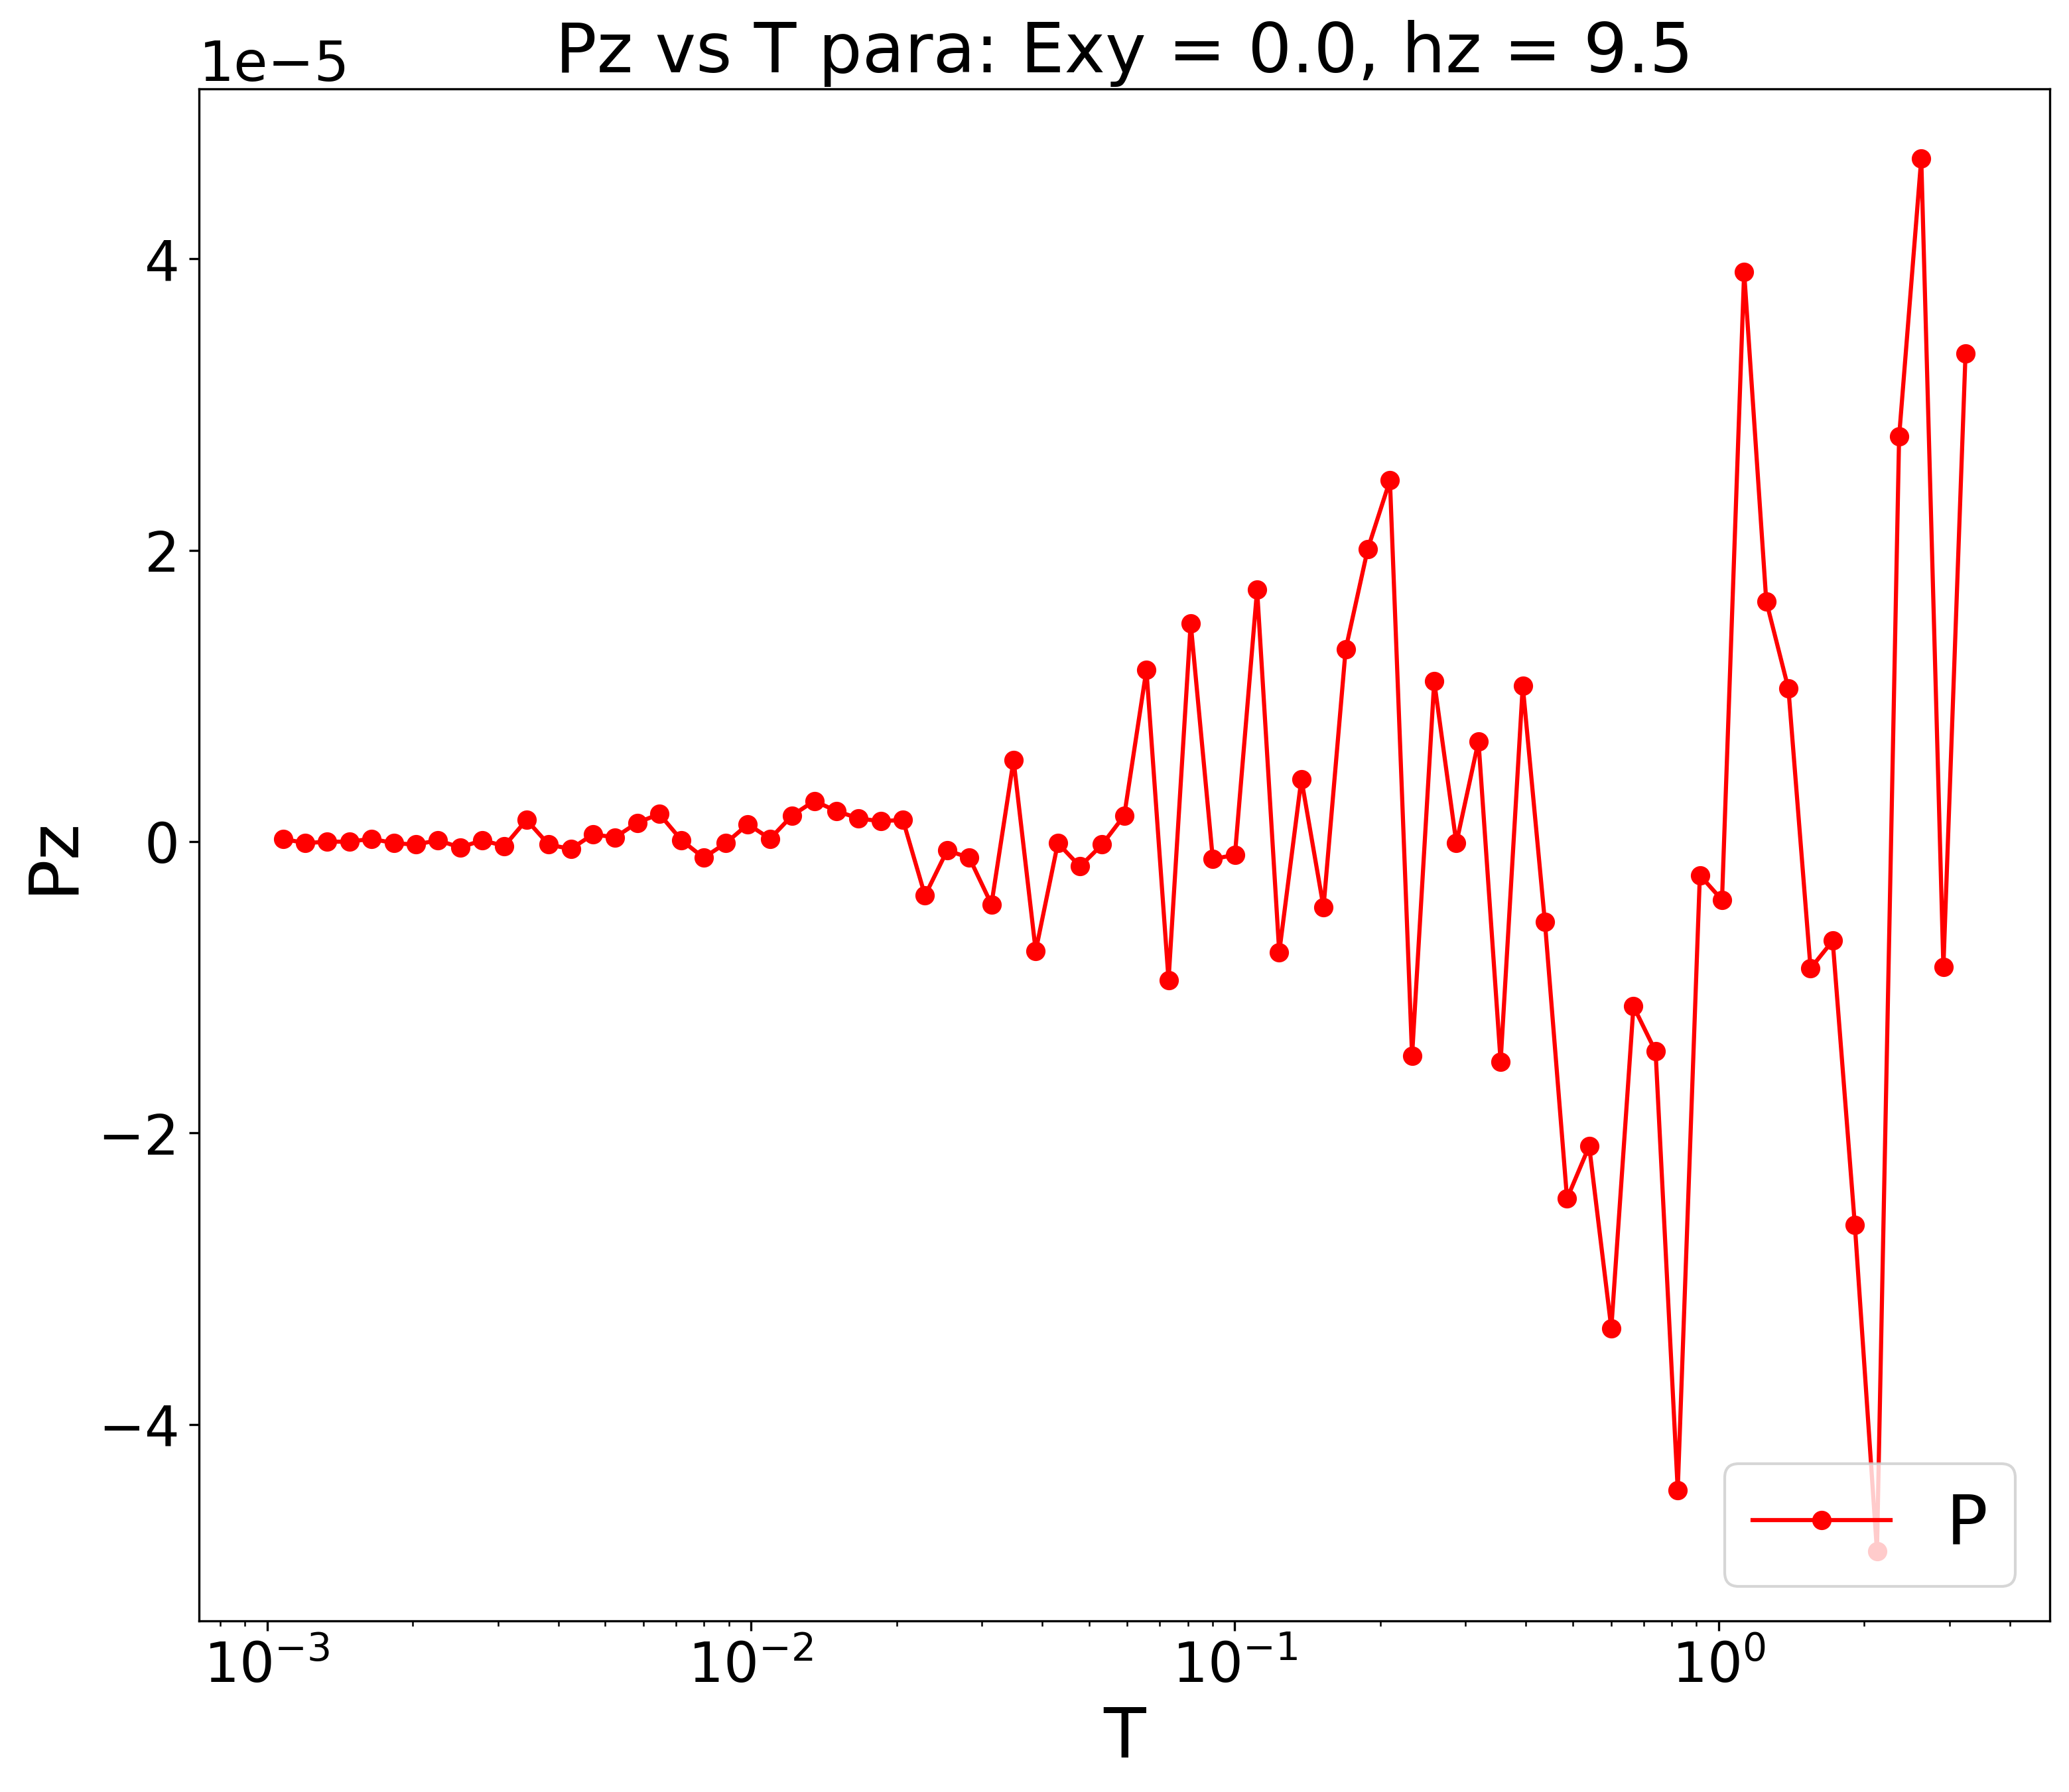 Pz vs T para: Exy = 0.0, hz = 9.5
1e−5
4
2
0
−2
−4
Pz
P
10⁻³ 10⁻² 10⁻¹ 10⁰
T